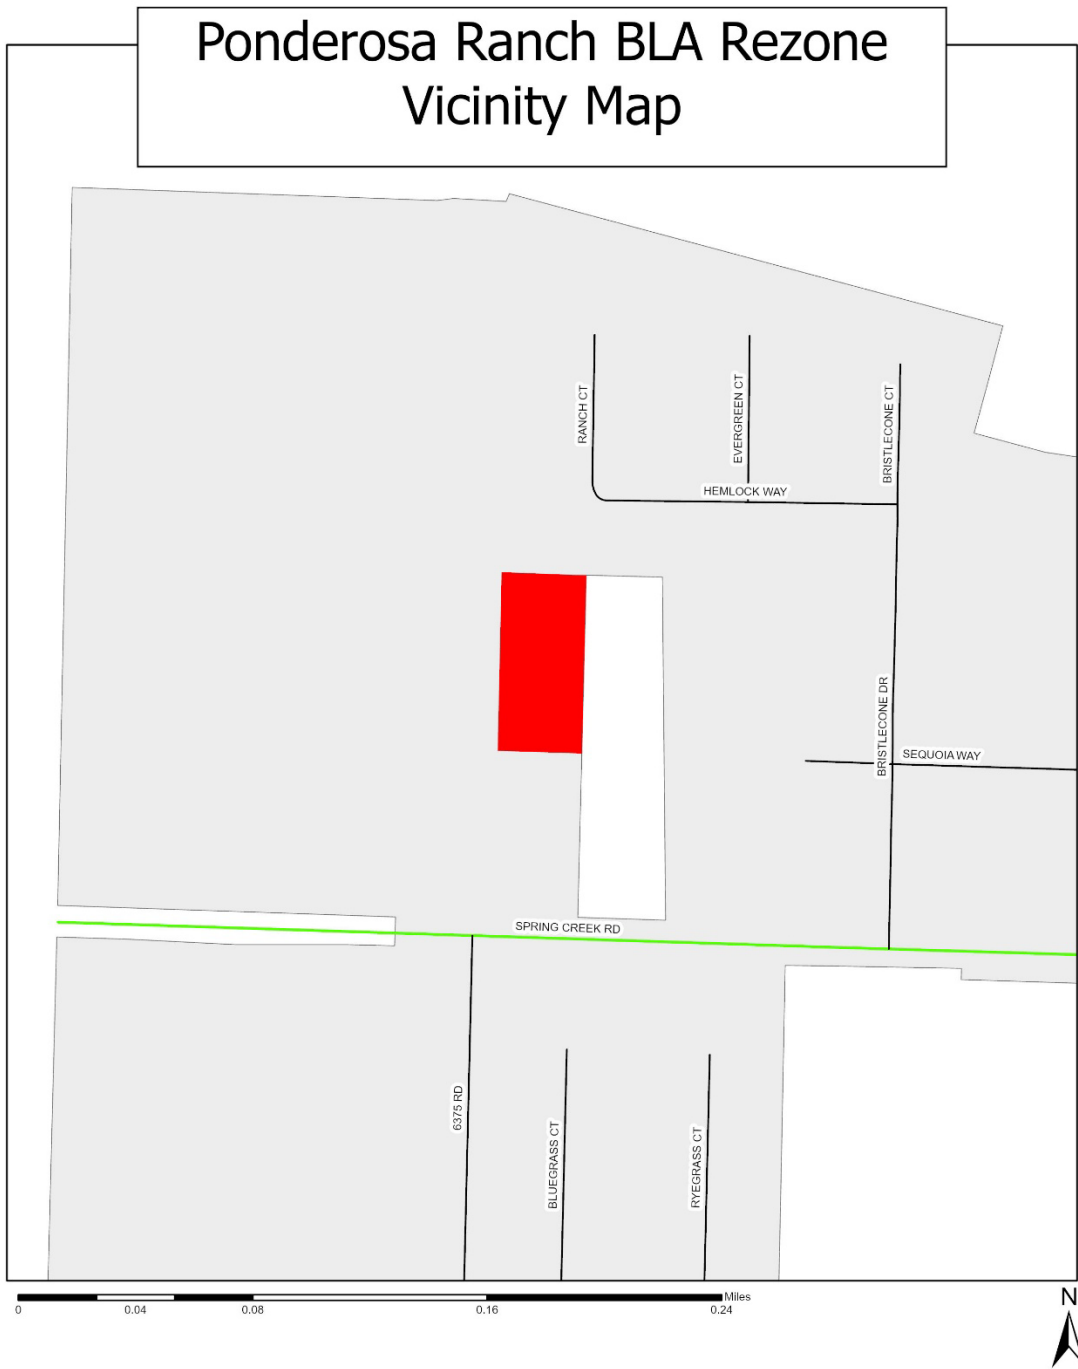 Ponderosa Ranch BLA Rezone
Vicinity Map
RANCH CT
EVERGREEN CT
BRISTLECONE CT
HEMLOCK WAY
BRISTLECONE DR
SEQUOIA WAY
SPRING CREEK RD
6375 RD
BLUEGRASS CT
RYEGRASS CT
Miles
0 0.04 0.08 0.16 0.24
N